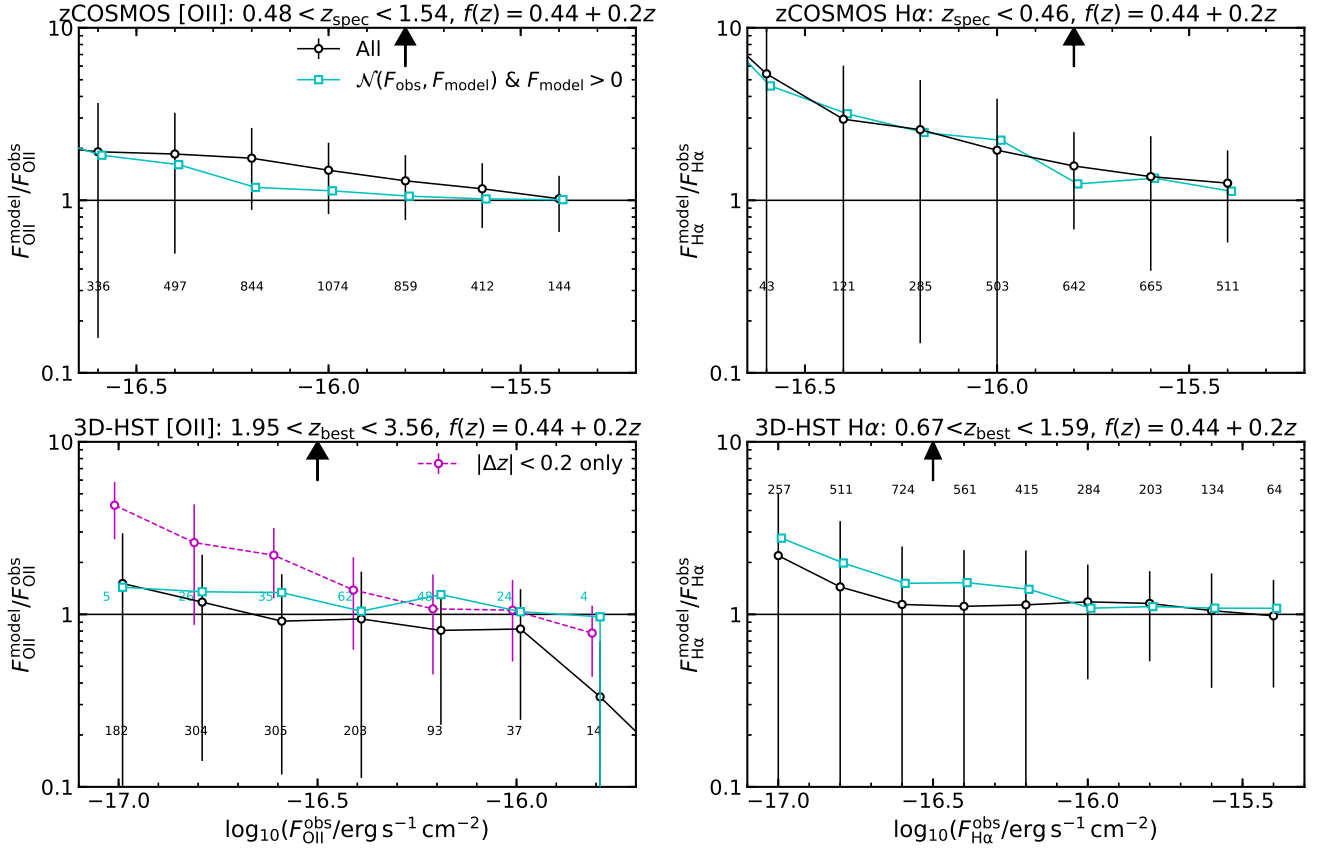 zCOSMOS [OII]: 0.48 < z_spec < 1.54, f(z) = 0.44 + 0.2z
10
All
𝒩(F_obs, F_model) & F_model > 0
F_OII^model/F_OII^obs
1
336 497 844 1074 859 412 144
0.1
−16.5 −16.0 −15.5
zCOSMOS Hα: z_spec < 0.46, f(z) = 0.44 + 0.2z
10
F_Hα^model/F_Hα^obs
1
43 121 285 503 642 665 511
0.1
−16.5 −16.0 −15.5
3D-HST [OII]: 1.95 < z_best < 3.56, f(z) = 0.44 + 0.2z
10
|Δz| < 0.2 only
F_OII^model/F_OII^obs
1
5 35 62 48 24 4
182 304 305 203 93 37 14
0.1
−17.0 −16.5 −16.0
log₁₀(F_OII^obs/erg s⁻¹ cm⁻²)
3D-HST Hα: 0.67<z_best < 1.59, f(z) = 0.44 + 0.2z
10
257 511 724 561 415 284 203 134 64
F_Hα^model/F_Hα^obs
1
0.1
−17.0 −16.5 −16.0 −15.5
log₁₀(F_Hα^obs/erg s⁻¹ cm⁻²)